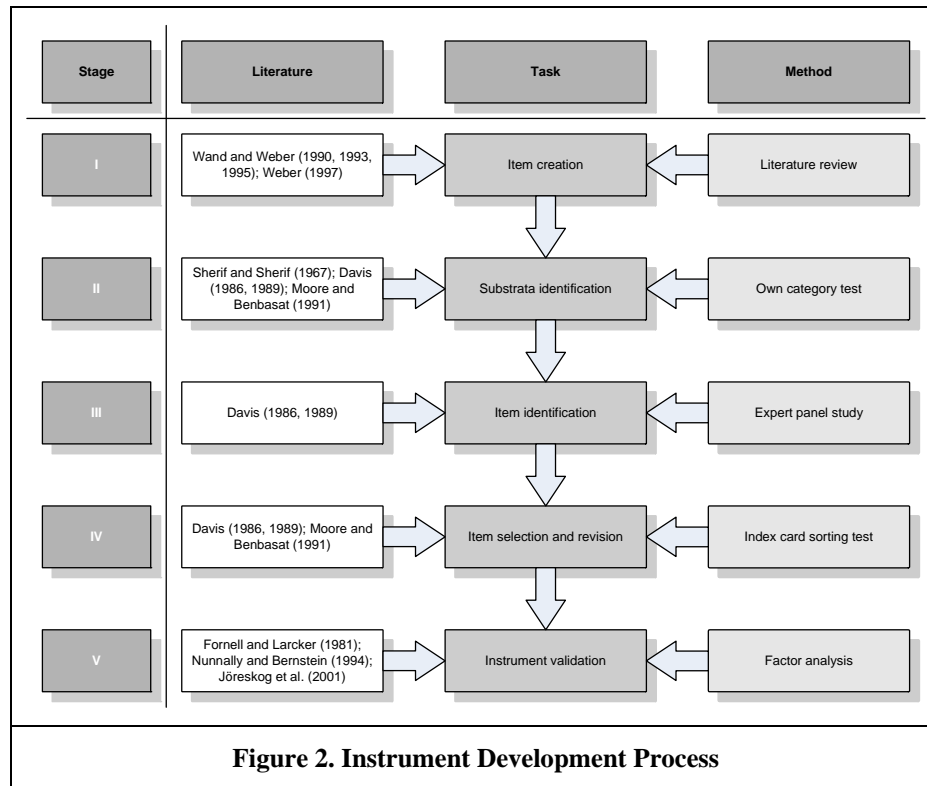 Stage
Literature
Task
Method
I
Wand and Weber (1990, 1993,
1995); Weber (1997)
Item creation
Literature review
II
Sherif and Sherif (1967); Davis
(1986, 1989); Moore and
Benbasat (1991)
Substrata identification
Own category test
III
Davis (1986, 1989)
Item identification
Expert panel study
IV
Davis (1986, 1989); Moore and
Benbasat (1991)
Item selection and revision
Index card sorting test
V
Fornell and Larcker (1981);
Nunnally and Bernstein (1994);
Jöreskog et al. (2001)
Instrument validation
Factor analysis
Figure 2. Instrument Development Process